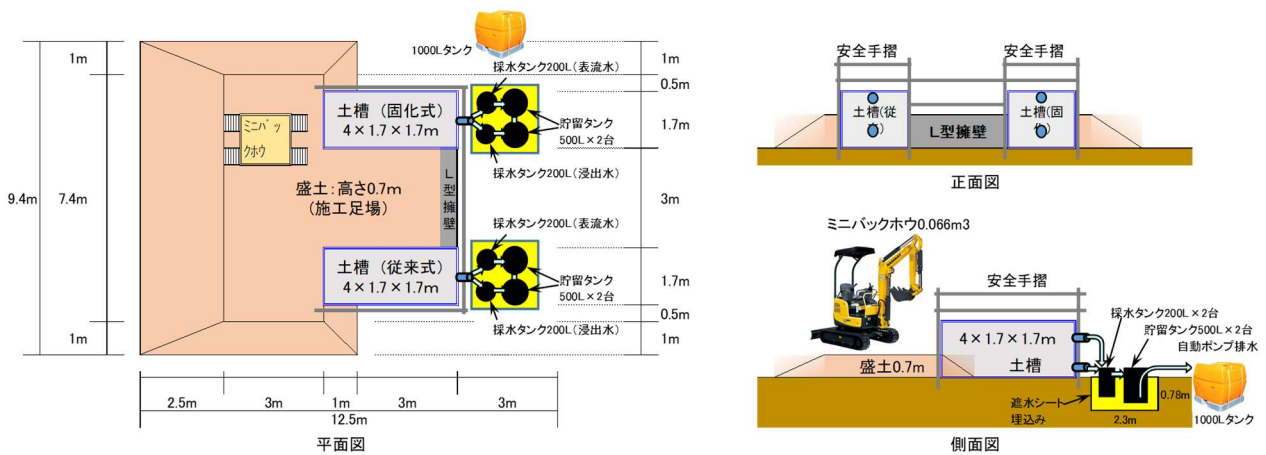 1000Lタンク
採水タンク200L(表流水)
1m
0.5m
土槽（固化式）
4×1.7×1.7m
貯留タンク
500L×2台
1.7m
ミニバッ
クホウ
採水タンク200L(浸出水)
9.4m
7.4m
盛土：高さ0.7m
(施工足場)
L型擁壁
3m
採水タンク200L(表流水)
土槽（従来式）
4×1.7×1.7m
貯留タンク
500L×2台
1.7m
0.5m
採水タンク200L(浸出水)
1m
1m
2.5m
3m
1m
3m
3m
12.5m
平面図
安全手摺
安全手摺
土槽(従
来)
L型擁壁
土槽(固
化)
正面図
ミニバックホウ0.066m3
安全手摺
採水タンク200L×2台
貯留タンク500L×2台
自動ポンプ排水
4×1.7×1.7m
土槽
盛土0.7m
0.78m
遮水シート
埋込み
2.3m
1000Lタンク
側面図